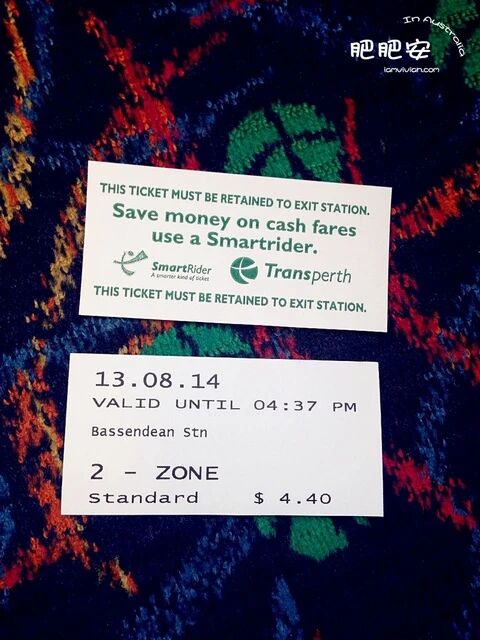 In Australia
肥肥安
iamvivian.com
THIS TICKET MUST BE RETAINED TO EXIT STATION.
Save money on cash fares
use a Smartrider.
SmartRider
A smarter kind of ticket
Transperth
THIS TICKET MUST BE RETAINED TO EXIT STATION.
13.08.14
VALID UNTIL 04:37 PM
Bassendean Stn
2 - ZONE
Standard $ 4.40